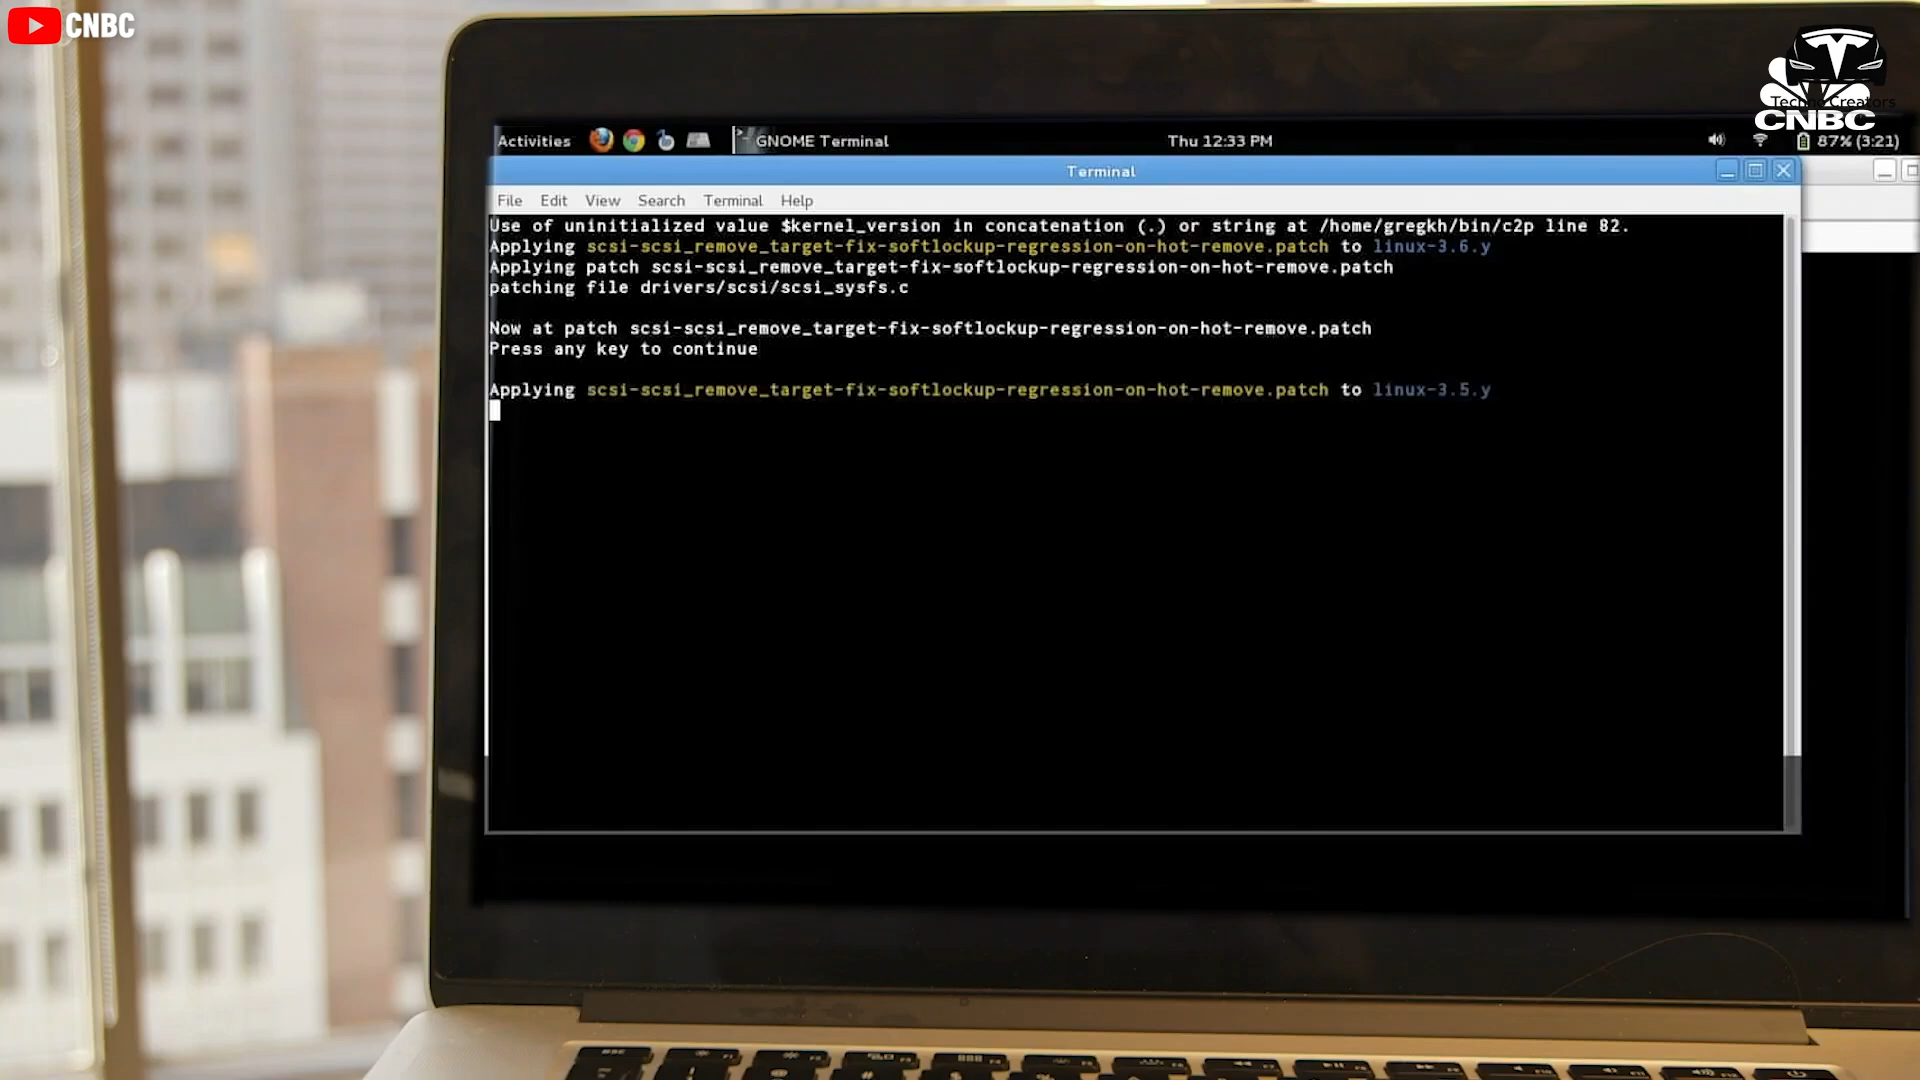 CNBC
Techno Creators
CNBC
Activities GNOME Terminal Thu 12:33 PM 87% (3:21)
Terminal
File Edit View Search Terminal Help
Use of uninitialized value $kernel_version in concatenation (.) or string at /home/gregkh/bin/c2p line 82.
Applying scsi-scsi_remove_target-fix-softlockup-regression-on-hot-remove.patch to linux-3.6.y
Applying patch scsi-scsi_remove_target-fix-softlockup-regression-on-hot-remove.patch
patching file drivers/scsi/scsi_sysfs.c
Now at patch scsi-scsi_remove_target-fix-softlockup-regression-on-hot-remove.patch
Press any key to continue
Applying scsi-scsi_remove_target-fix-softlockup-regression-on-hot-remove.patch to linux-3.5.y